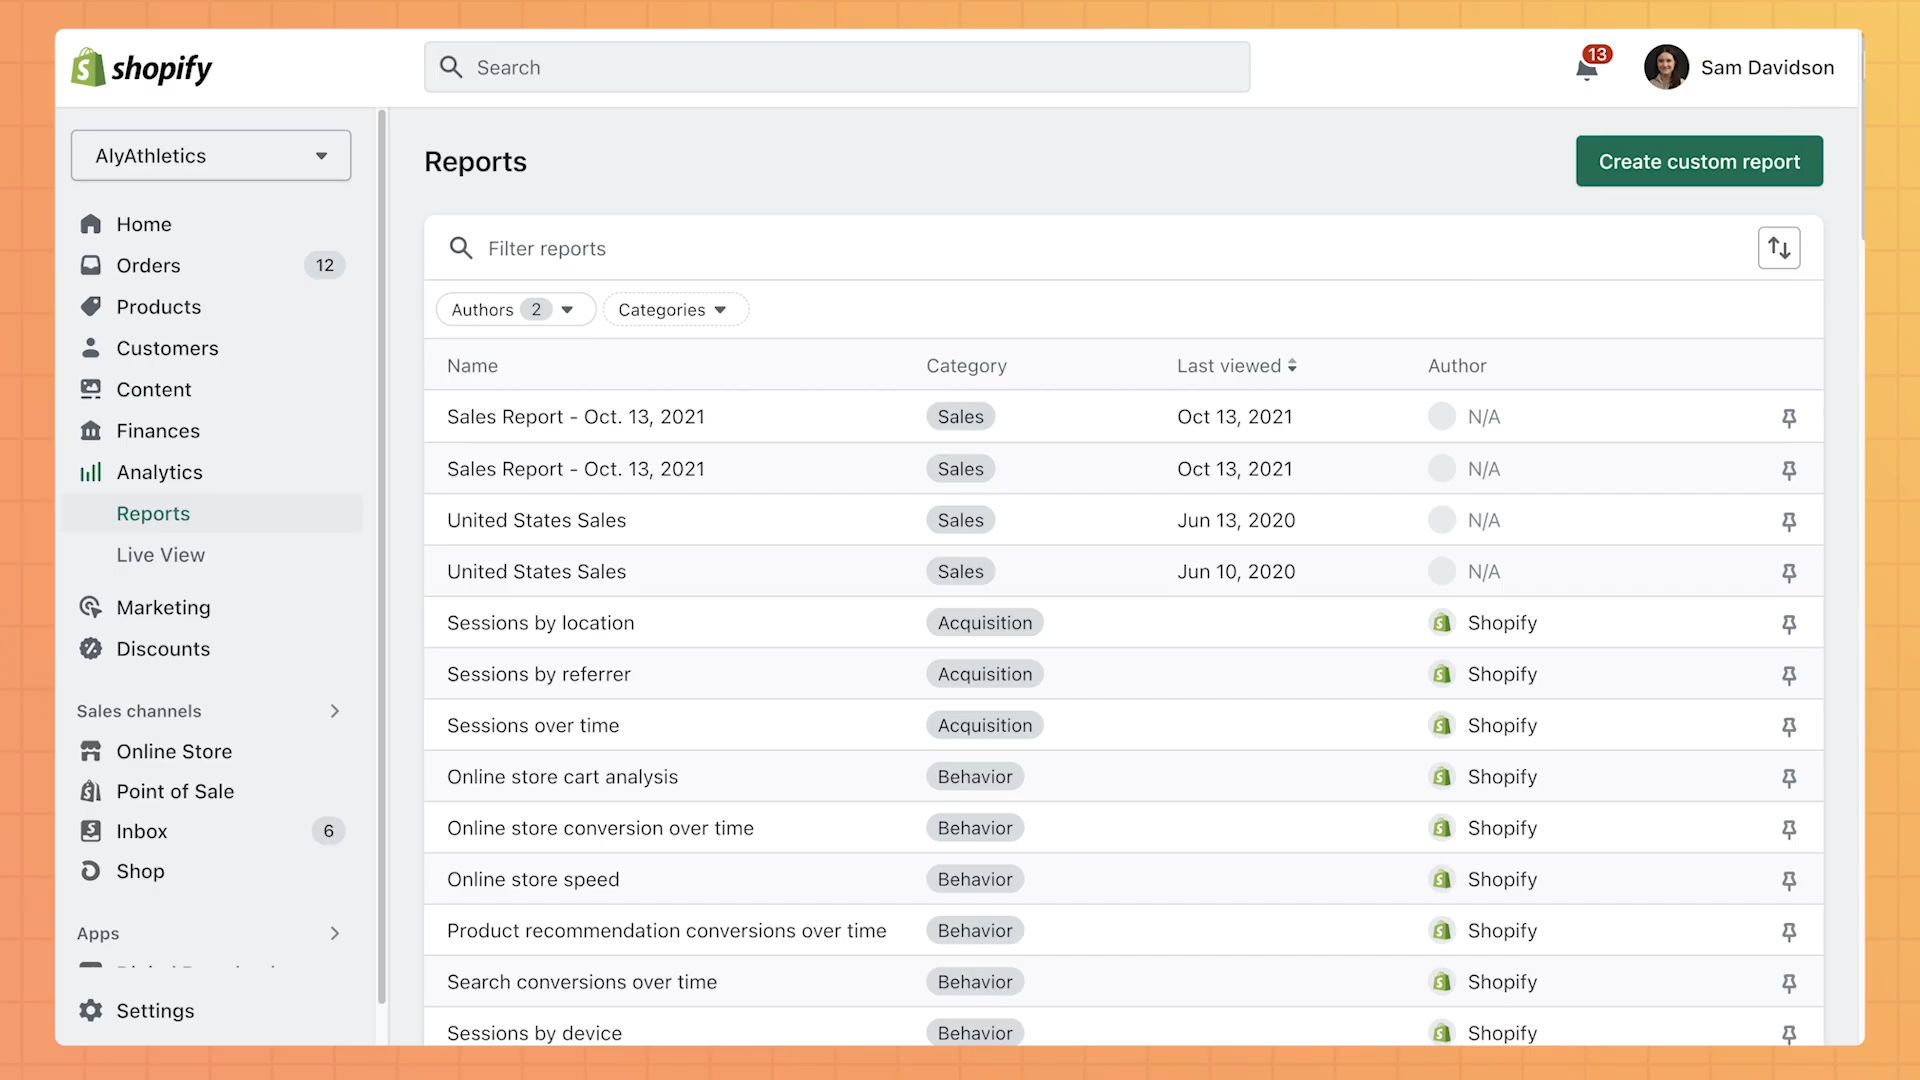 shopify
Search
13
Sam Davidson
AlyAthletics
Home
Orders 12
Products
Customers
Content
Finances
Analytics
Reports
Live View
Marketing
Discounts
Sales channels
Online Store
Point of Sale
Inbox 6
Shop
Apps
Settings
Reports
Create custom report
Filter reports
Authors 2 Categories
Name Category Last viewed Author
Sales Report - Oct. 13, 2021 Sales Oct 13, 2021 N/A
Sales Report - Oct. 13, 2021 Sales Oct 13, 2021 N/A
United States Sales Sales Jun 13, 2020 N/A
United States Sales Sales Jun 10, 2020 N/A
Sessions by location Acquisition Shopify
Sessions by referrer Acquisition Shopify
Sessions over time Acquisition Shopify
Online store cart analysis Behavior Shopify
Online store conversion over time Behavior Shopify
Online store speed Behavior Shopify
Product recommendation conversions over time Behavior Shopify
Search conversions over time Behavior Shopify
Sessions by device Behavior Shopify